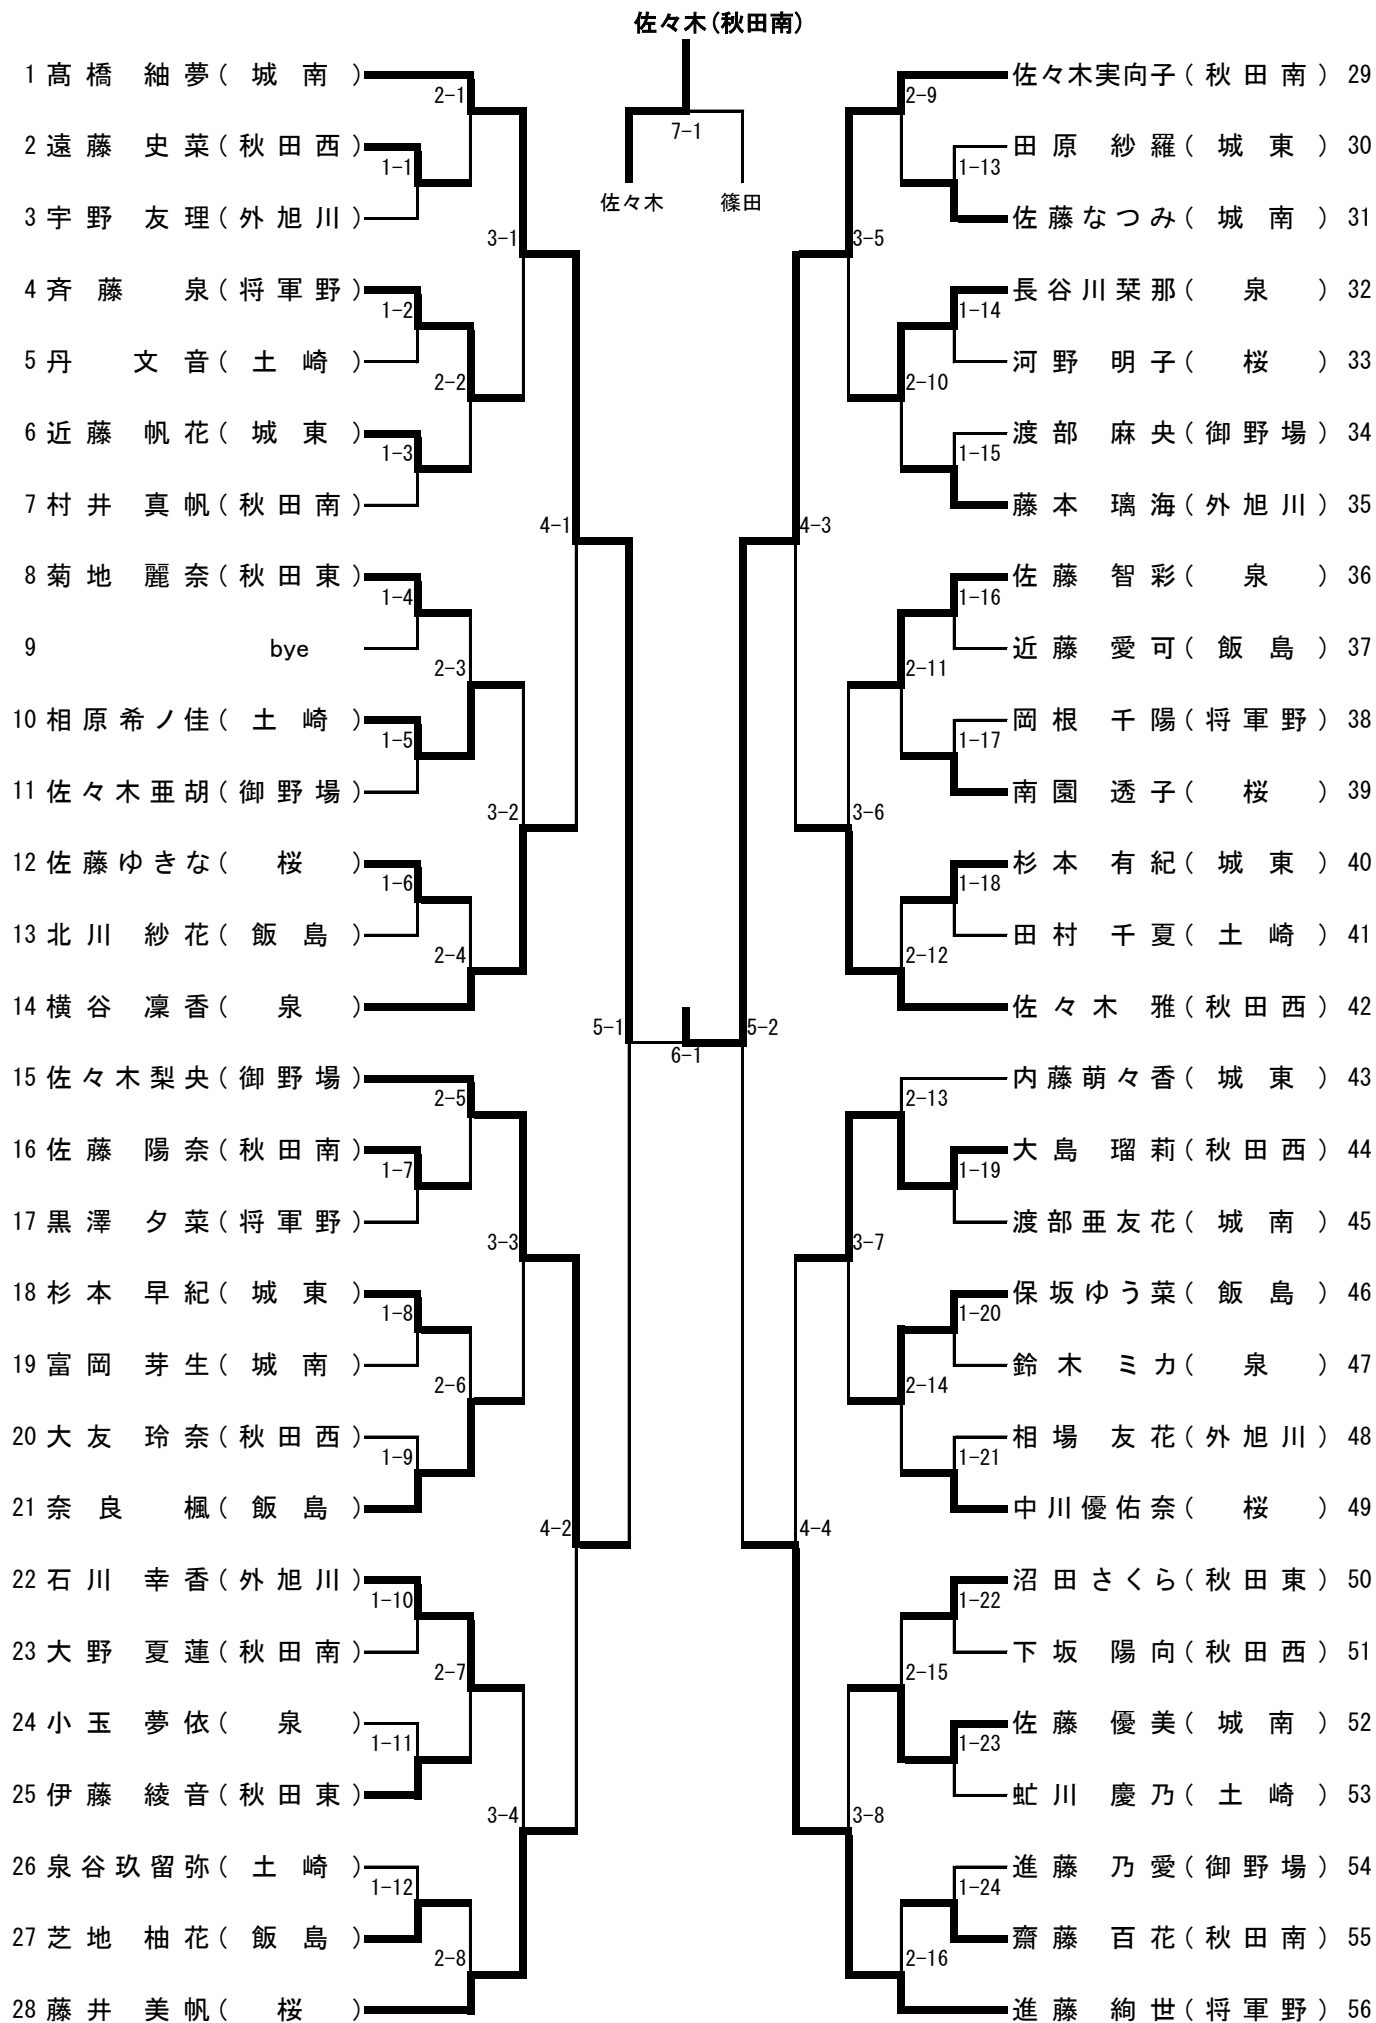 佐々木(秋田南)
7-1
佐々木 篠田
1 髙橋 紬夢(城南)
2 遠藤 史菜(秋田西)
3 宇野 友理(外旭川)
4 斉藤 泉(将軍野)
5 丹 文音(土崎)
6 近藤 帆花(城東)
7 村井 真帆(秋田南)
8 菊地 麗奈(秋田東)
9 bye
10 相原希ノ佳(土崎)
11 佐々木亜胡(御野場)
12 佐藤ゆきな(桜)
13 北川 紗花(飯島)
14 横谷 凜香(泉)
15 佐々木梨央(御野場)
16 佐藤 陽奈(秋田南)
17 黒澤 夕菜(将軍野)
18 杉本 早紀(城東)
19 富岡 芽生(城南)
20 大友 玲奈(秋田西)
21 奈良 楓(飯島)
22 石川 幸香(外旭川)
23 大野 夏蓮(秋田南)
24 小玉 夢依(泉)
25 伊藤 綾音(秋田東)
26 泉谷玖留弥(土崎)
27 芝地 柚花(飯島)
28 藤井 美帆(桜)
1-1
1-2
1-3
1-4
1-5
1-6
1-7
1-8
1-9
1-10
1-11
1-12
2-1
2-2
2-3
2-4
2-5
2-6
2-7
2-8
3-1
3-2
3-3
3-4
4-1
4-2
5-1
6-1
5-2
4-3
4-4
3-5
3-6
3-7
3-8
2-9
2-10
2-11
2-12
2-13
2-14
2-15
2-16
1-13
1-14
1-15
1-16
1-17
1-18
1-19
1-20
1-21
1-22
1-23
1-24
佐々木実向子(秋田南) 29
田原 紗羅(城東) 30
佐藤なつみ(城南) 31
長谷川栞那(泉) 32
河野 明子(桜) 33
渡部 麻央(御野場) 34
藤本 璃海(外旭川) 35
佐藤 智彩(泉) 36
近藤 愛可(飯島) 37
岡根 千陽(将軍野) 38
南園 透子(桜) 39
杉本 有紀(城東) 40
田村 千夏(土崎) 41
佐々木 雅(秋田西) 42
内藤萌々香(城東) 43
大島 瑠莉(秋田西) 44
渡部亜友花(城南) 45
保坂ゆう菜(飯島) 46
鈴木 ミカ(泉) 47
相場 友花(外旭川) 48
中川優佑奈(桜) 49
沼田さくら(秋田東) 50
下坂 陽向(秋田西) 51
佐藤 優美(城南) 52
虻川 慶乃(土崎) 53
進藤 乃愛(御野場) 54
齋藤 百花(秋田南) 55
進藤 絢世(将軍野) 56